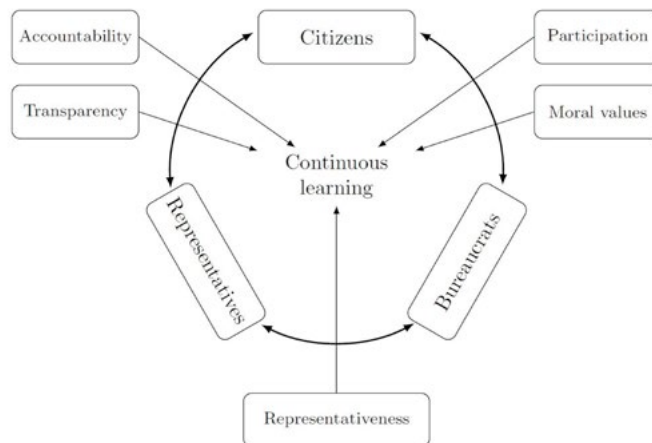 Accountability
Citizens
Participation
Transparency
Moral values
Continuous
learning
Representatives
Bureaucrats
Representativeness